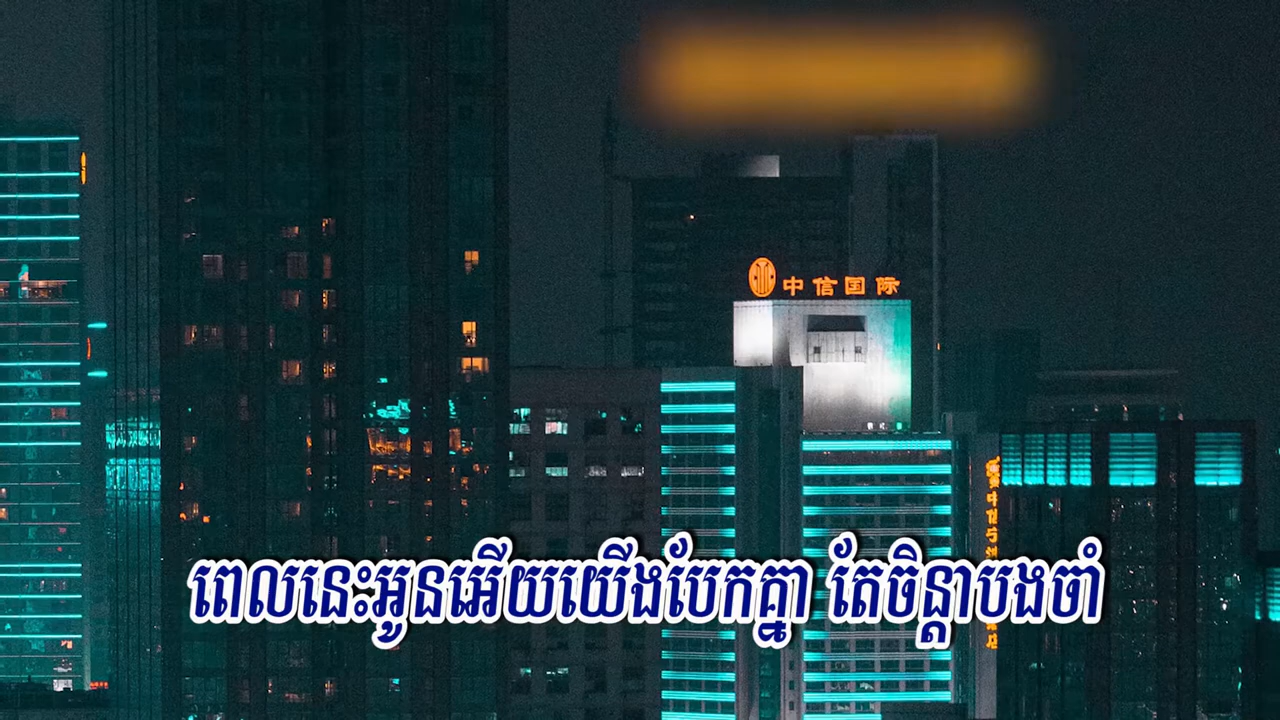 中信国际
ពេលនេះអូនអើយយើងបែកគ្នា តែចិន្តាបងចាំ